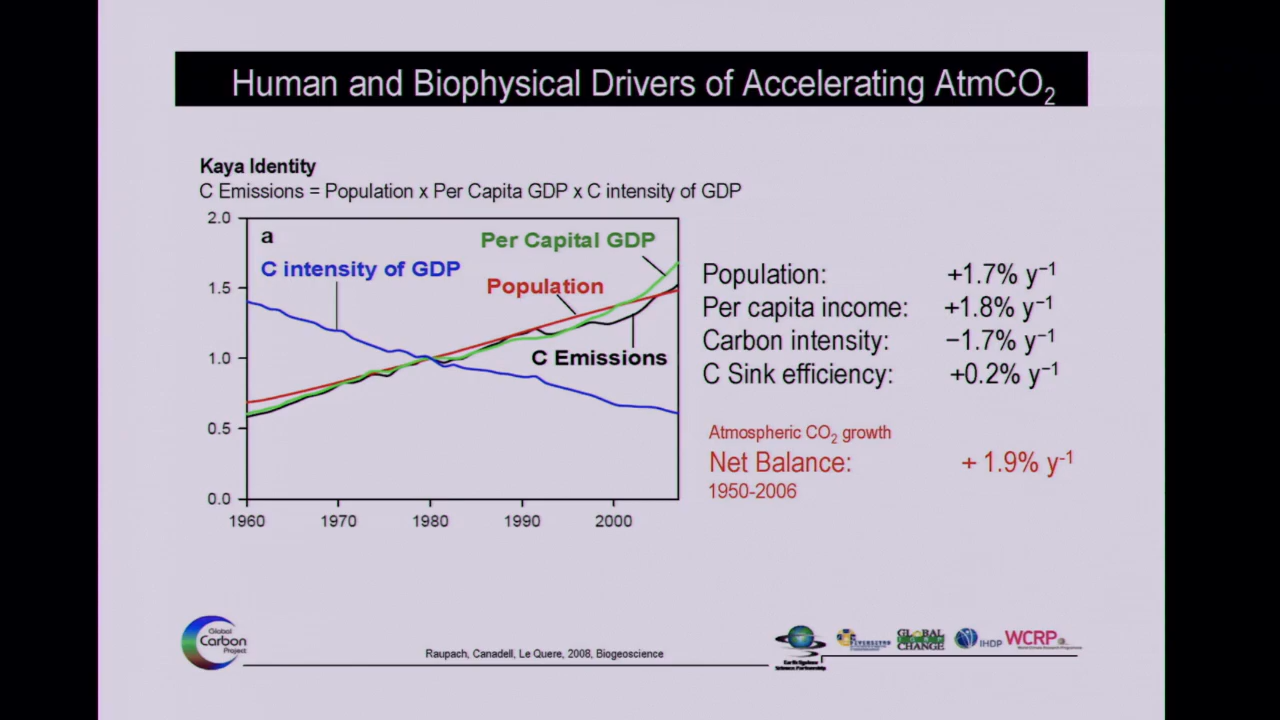 Human and Biophysical Drivers of Accelerating AtmCO₂
Kaya Identity
C Emissions = Population x Per Capita GDP x C intensity of GDP
2.0
1.5
1.0
0.5
0.0
a
Per Capital GDP
C intensity of GDP
Population
C Emissions
1960 1970 1980 1990 2000
Population: +1.7% y⁻¹
Per capita income: +1.8% y⁻¹
Carbon intensity: −1.7% y⁻¹
C Sink efficiency: +0.2% y⁻¹
Atmospheric CO₂ growth
Net Balance: + 1.9% y⁻¹
1950-2006
Global
Carbon
Project
Raupach, Canadell, Le Quere, 2008, Biogeoscience
Earth System
Science Partnership
GLOBAL
CHANGE
IHDP
WCRP